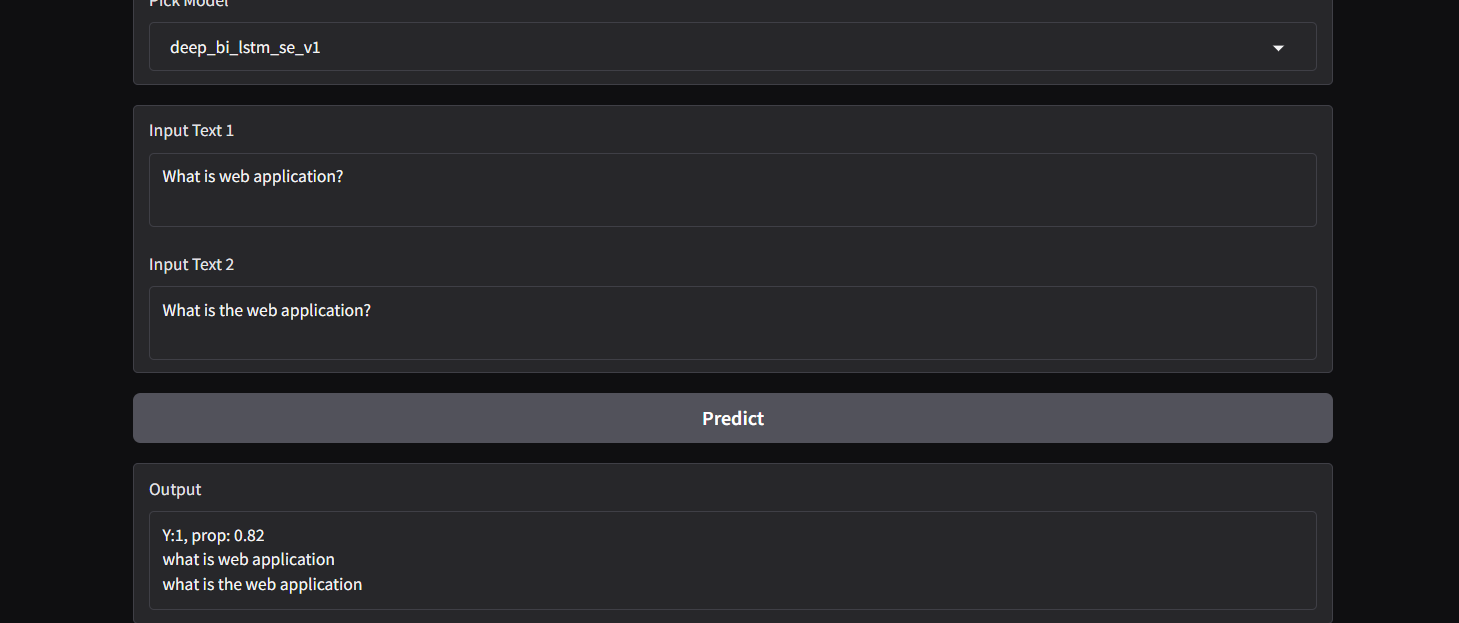 Pick Model
deep_bi_lstm_se_v1
Input Text 1
What is web application?
Input Text 2
What is the web application?
Predict
Output
Y:1, prop: 0.82
what is web application
what is the web application